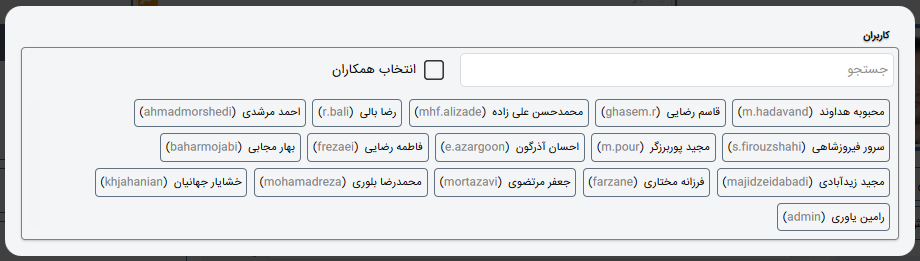 کاربران
جستجو انتخاب همکاران
محبوبه هداوند (m.hadavand) قاسم رضایی (ghasem.r) محمدحسن علی زاده (mhf.alizade) رضا بالی (r.bali) احمد مرشدی (ahmadmorshedi)
سرور فیروزشاهی (s.firouzshahi) مجید پوربرزگر (m.pour) احسان آذرگون (e.azargoon) فاطمه رضایی (frezaei) بهار مجابی (baharmojabi)
مجید زیدآبادی (majidzeidabadi) فرزانه مختاری (farzane) جعفر مرتضوی (mortazavi) محمدرضا بلوری (mohamadreza) خشایار جهانیان (khjahanian)
رامین یاوری (admin)